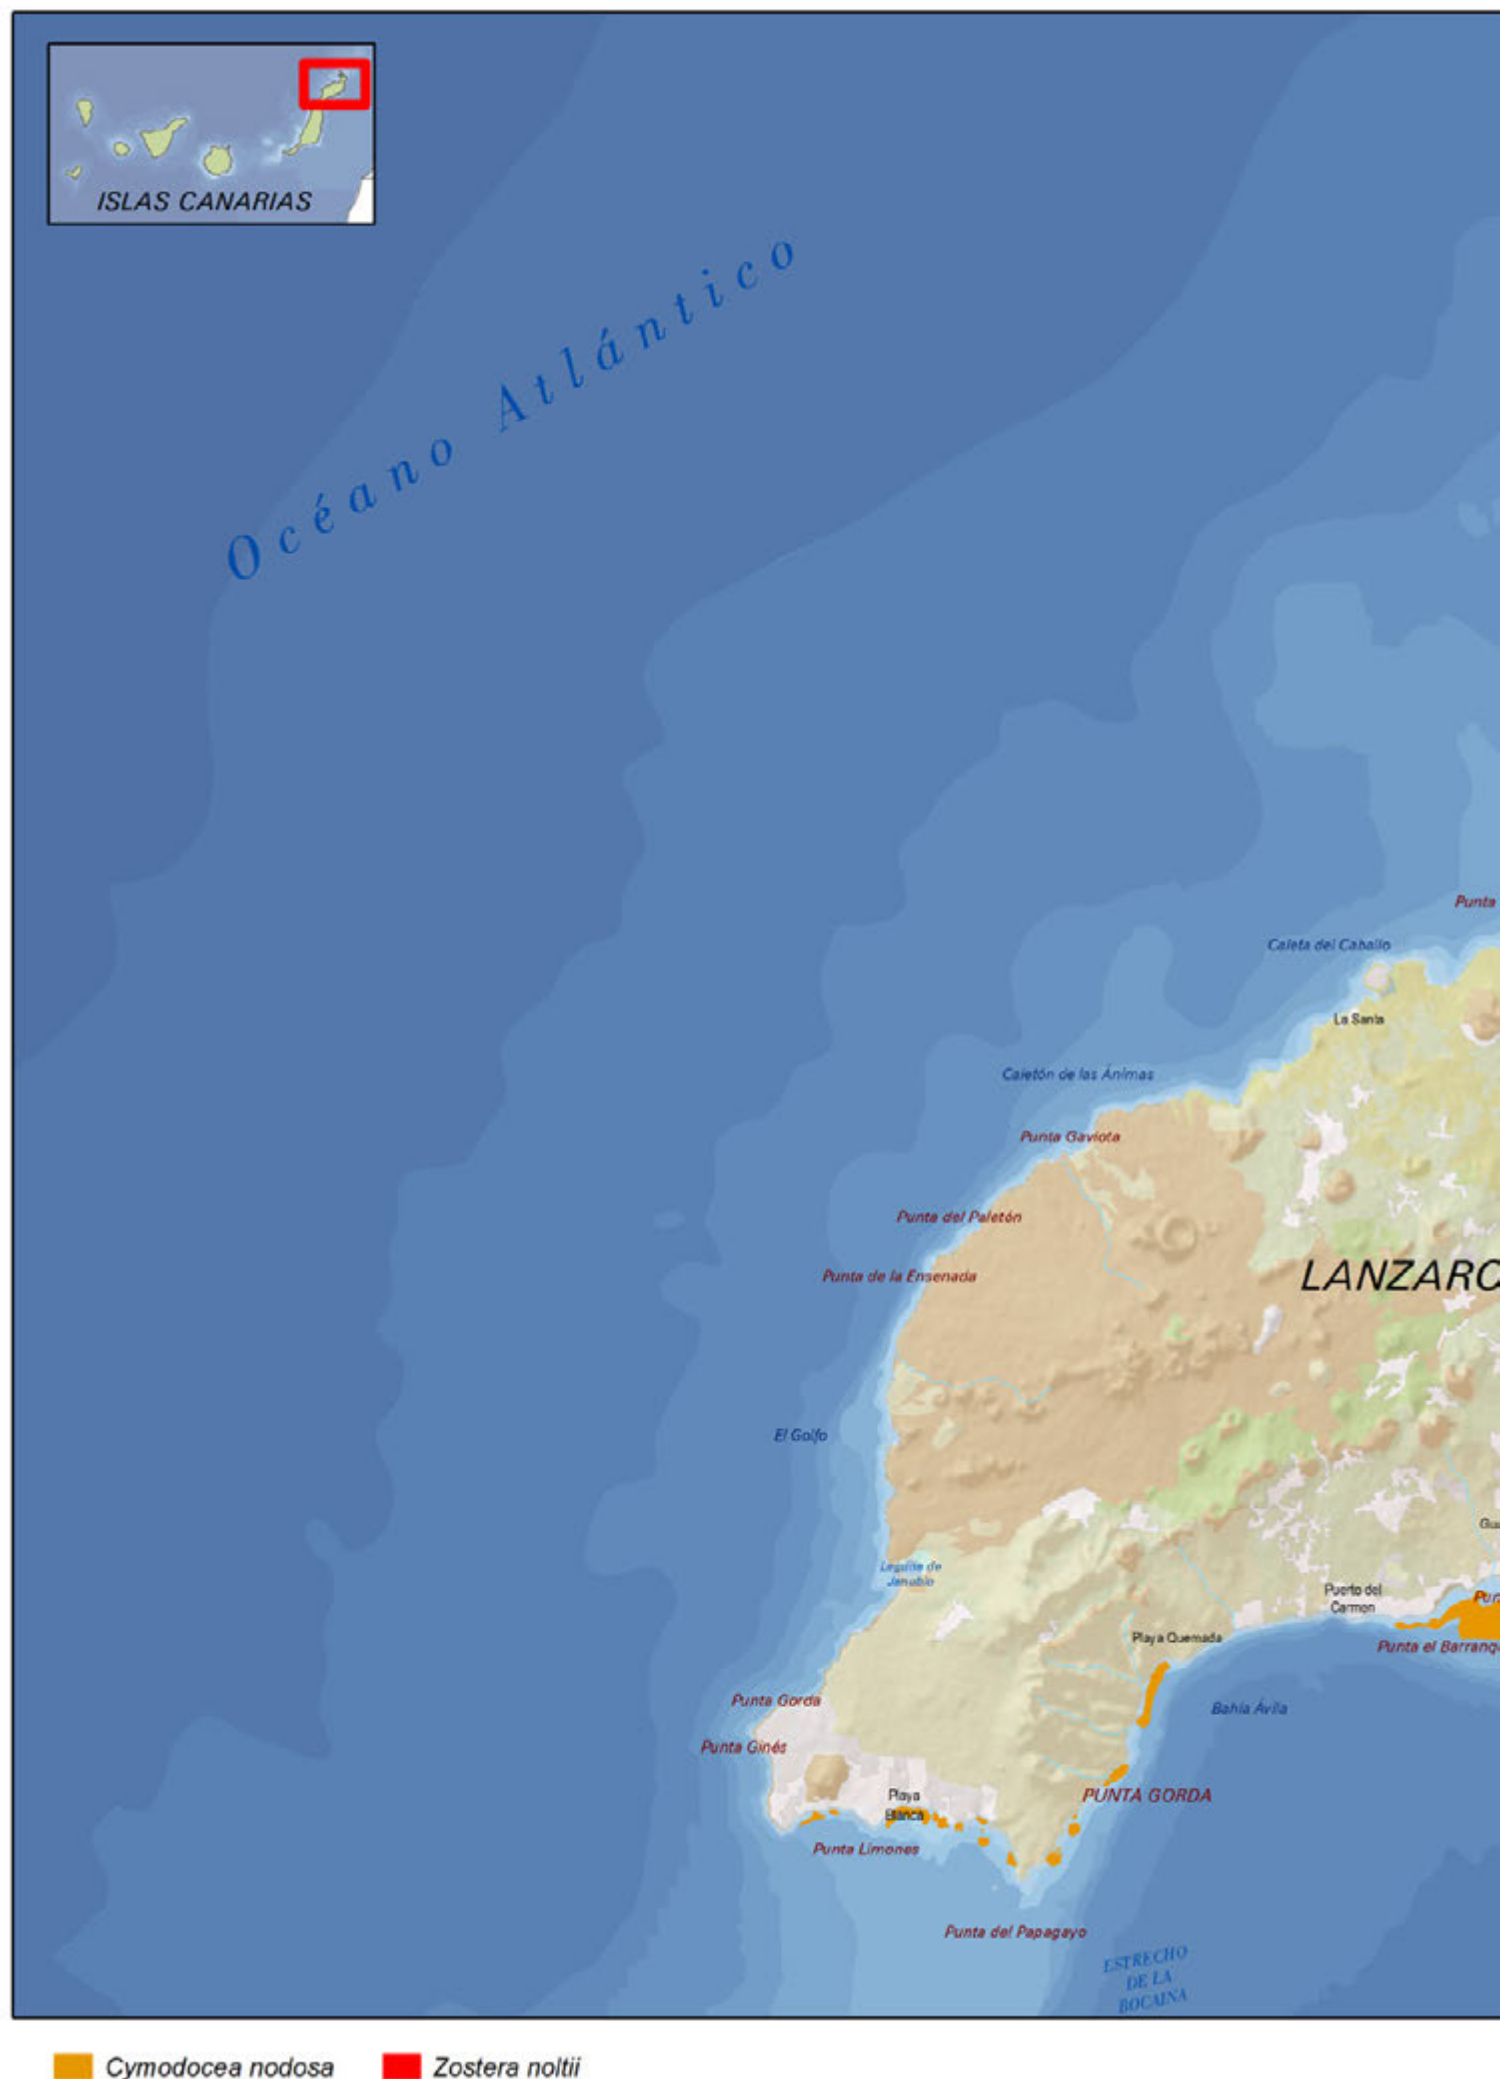 ISLAS CANARIAS
Océano Atlántico
Punta
Caleta del Caballo
La Santa
Caletón de las Ánimas
Punta Gaviota
Punta del Paletón
LANZARO
Punta de la Ensenada
El Golfo
Janubio
Puerto del
Carmen
Playa Quemada
Punta el Barranq
Punta Gorda
Bahía Ávila
Punta Ginés
Playa
Blanca
PUNTA GORDA
Punta Limones
Punta del Papagayo
ESTRECHO
DE LA
BOCAINA
Cymodocea nodosa
Zostera noltii